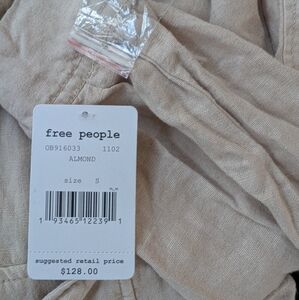 free people
OB916033 1102
ALMOND
size S
1 93465 12239 1
suggested retail price
$128.00